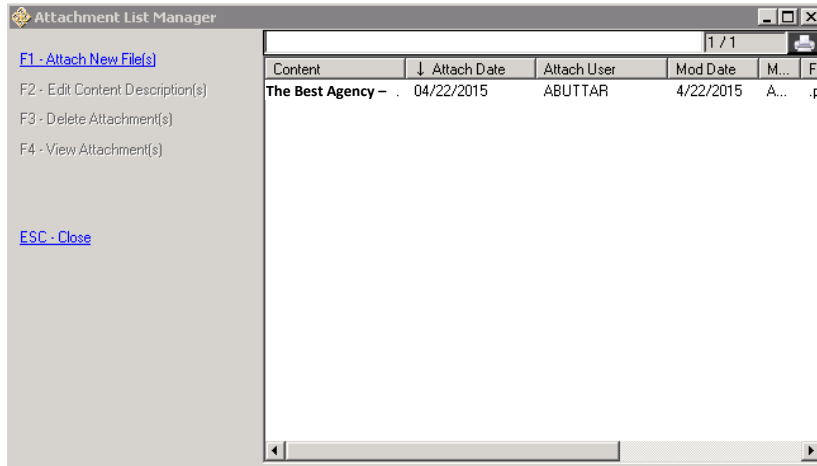 Attachment List Manager
1 / 1
F1 - Attach New File(s)
Content ↓ Attach Date Attach User Mod Date M... F
F2 - Edit Content Description(s)
The Best Agency – . 04/22/2015 ABUTTAR 4/22/2015 A... .p
F3 - Delete Attachment(s)
F4 - View Attachment(s)
ESC - Close